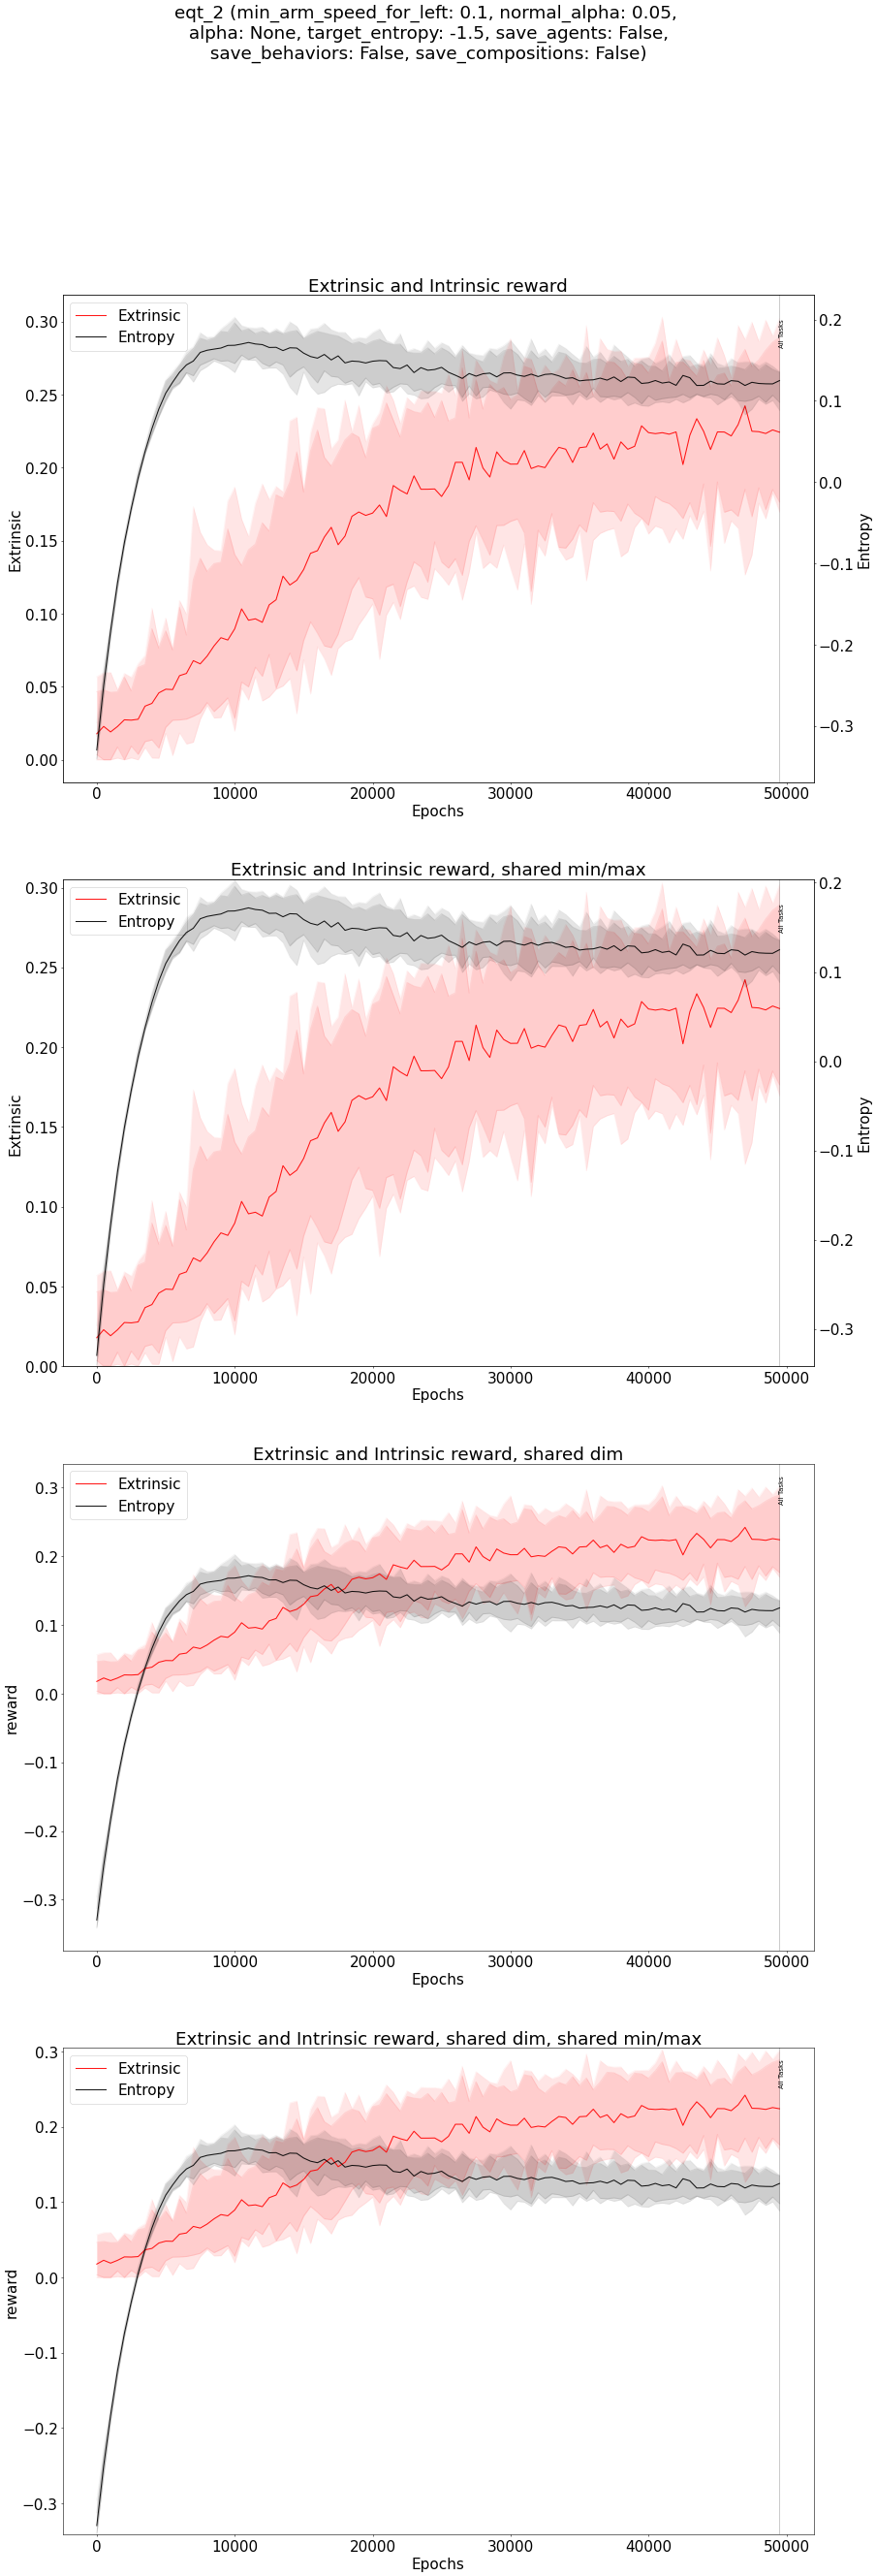 eqt_2 (min_arm_speed_for_left: 0.1, normal_alpha: 0.05,
alpha: None, target_entropy: -1.5, save_agents: False,
save_behaviors: False, save_compositions: False)
Extrinsic and Intrinsic reward
Extrinsic
Entropy
All Tasks
0.30
0.25
0.20
0.15
0.10
0.05
0.00
Extrinsic
0.2
0.1
0.0
−0.1
−0.2
−0.3
Entropy
0 10000 20000 30000 40000 50000
Epochs
Extrinsic and Intrinsic reward, shared min/max
Extrinsic
Entropy
All Tasks
0.30
0.25
0.20
0.15
0.10
0.05
0.00
Extrinsic
0.2
0.1
0.0
−0.1
−0.2
−0.3
Entropy
0 10000 20000 30000 40000 50000
Epochs
Extrinsic and Intrinsic reward, shared dim
Extrinsic
Entropy
All Tasks
0.3
0.2
0.1
0.0
−0.1
−0.2
−0.3
reward
0 10000 20000 30000 40000 50000
Epochs
Extrinsic and Intrinsic reward, shared dim, shared min/max
Extrinsic
Entropy
All Tasks
0.3
0.2
0.1
0.0
−0.1
−0.2
−0.3
reward
0 10000 20000 30000 40000 50000
Epochs